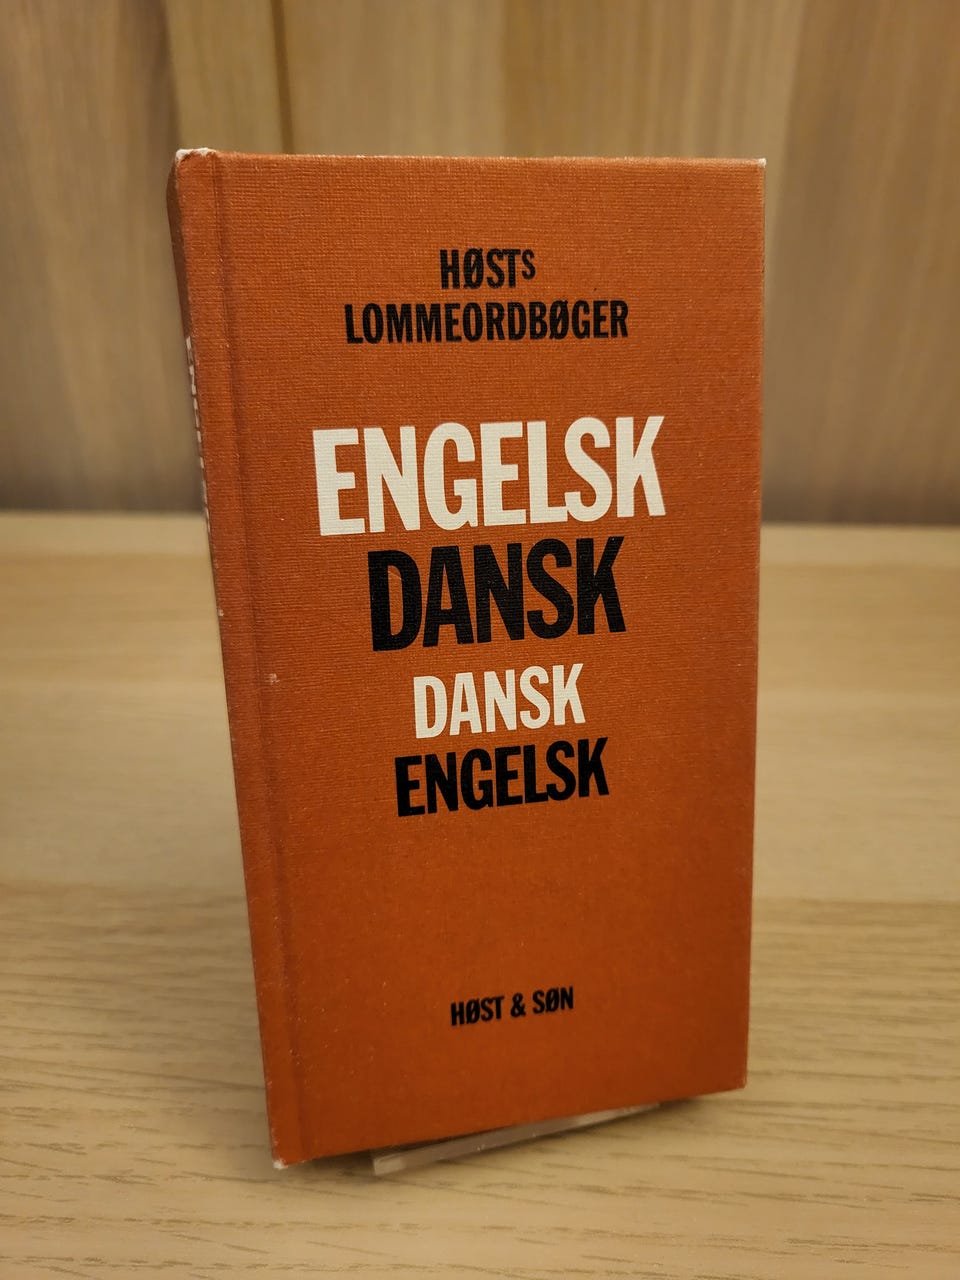 HØSTs
LOMMEORDBØGER
ENGELSK
DANSK
DANSK
ENGELSK
HØST & SØN